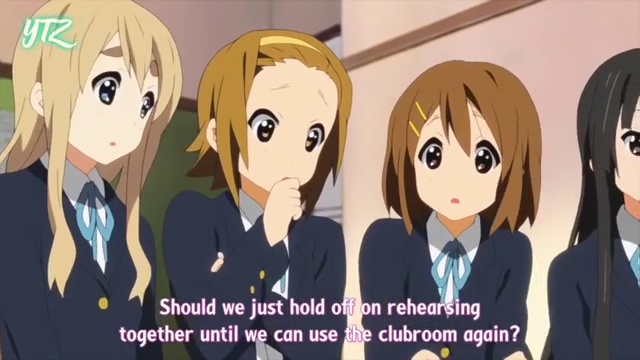 YTZ
Should we just hold off on rehearsing
together until we can use the clubroom again?